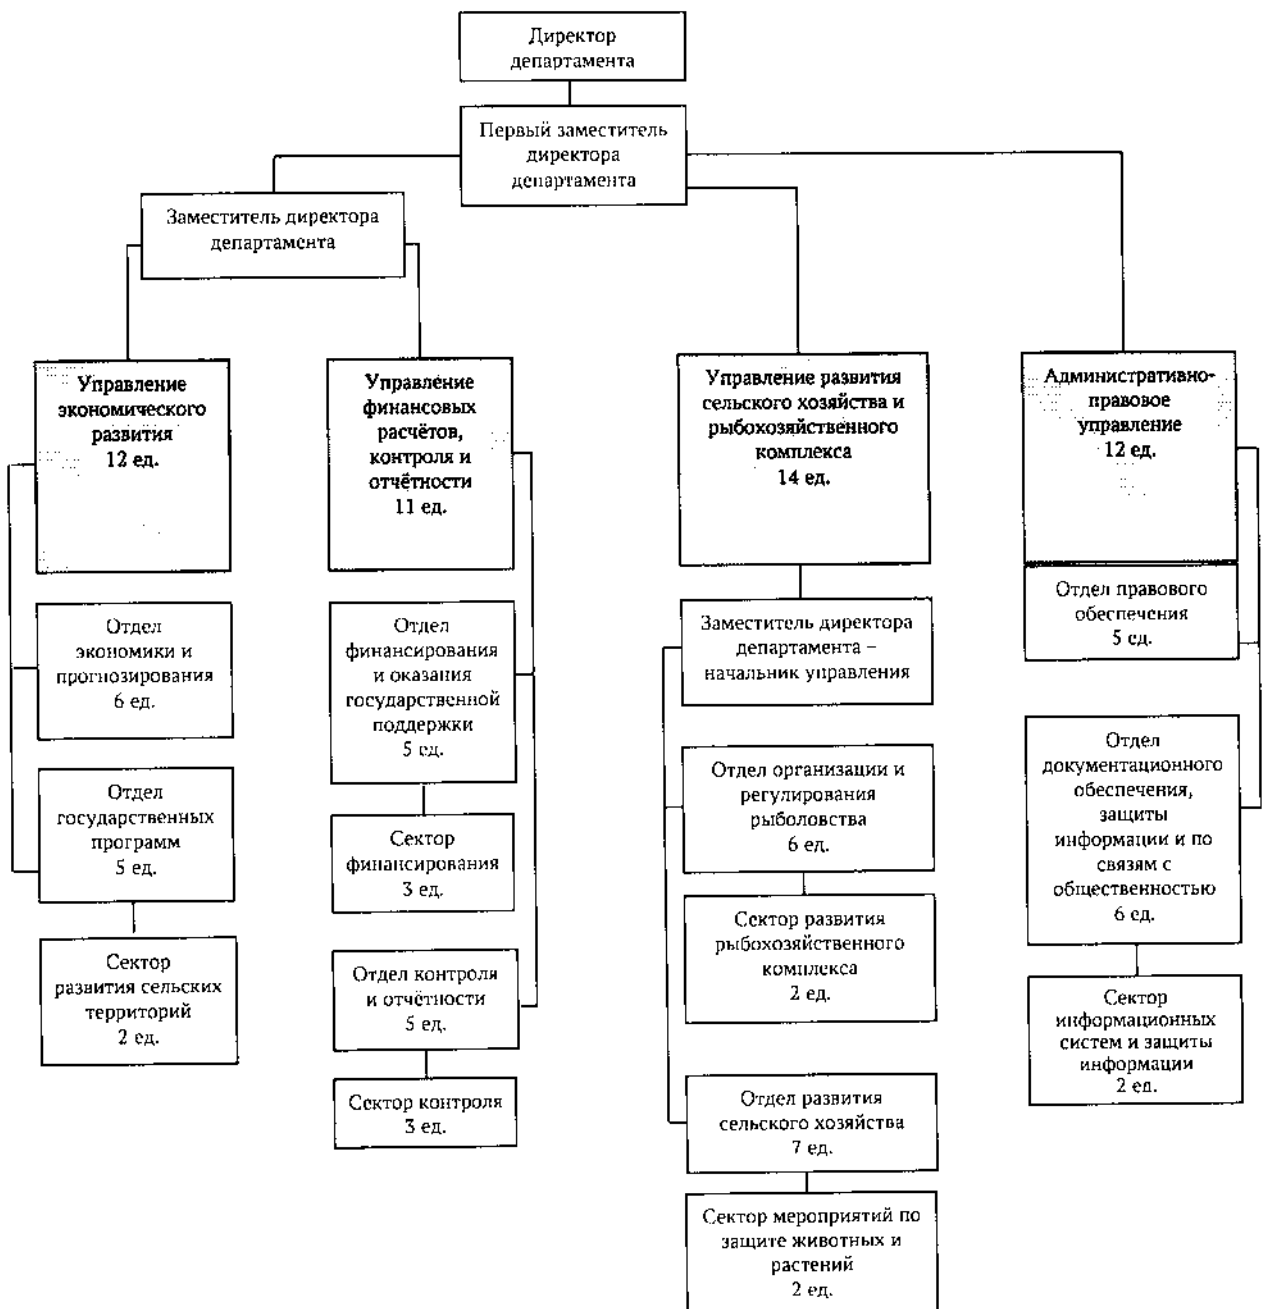 Директор
департамента
Первый заместитель
директора
департамента
Заместитель директора
департамента
Управление
экономического
развития
12 ед.
Управление
финансовых
расчётов,
контроля и
отчётности
11 ед.
Управление развития
сельского хозяйства и
рыбохозяйственного
комплекса
14 ед.
Административно-
правовое
управление
12 ед.
Отдел
экономики и
прогнозирования
6 ед.
Отдел
государственных
программ
5 ед.
Сектор
развития сельских
территорий
2 ед.
Отдел
финансирования
и оказания
государственной
поддержки
5 ед.
Сектор
финансирования
3 ед.
Отдел контроля
и отчётности
5 ед.
Сектор контроля
3 ед.
Заместитель директора
департамента –
начальник управления
Отдел организации и
регулирования
рыболовства
6 ед.
Сектор развития
рыбохозяйственного
комплекса
2 ед.
Отдел развития
сельского хозяйства
7 ед.
Сектор мероприятий по
защите животных и
растений
2 ед.
Отдел правового
обеспечения
5 ед.
Отдел
документационного
обеспечения,
защиты
информации и по
связям с
общественностью
6 ед.
Сектор
информационных
систем и защиты
информации
2 ед.